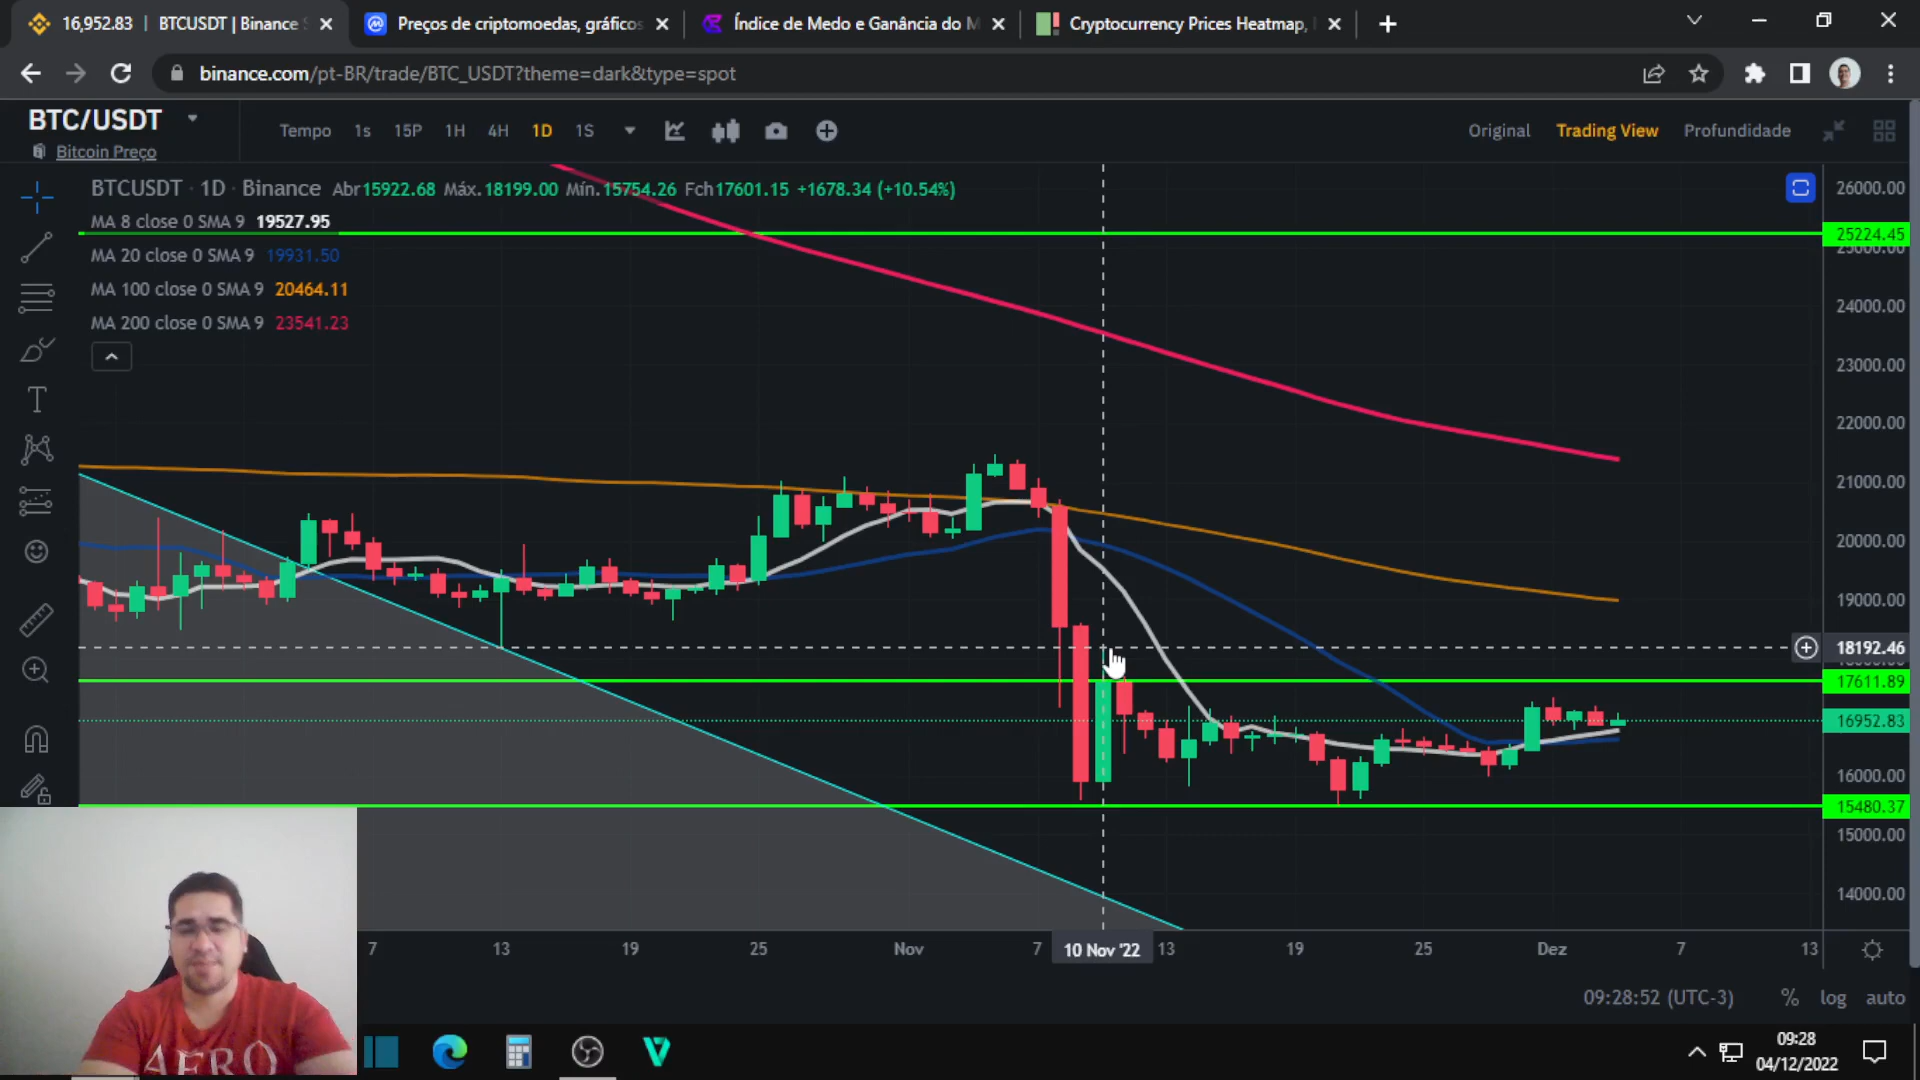 16,952.83 | BTCUSDT | Binance S
Preços de criptomoedas, gráficos
Índice de Medo e Ganância do M
Cryptocurrency Prices Heatmap,
binance.com/pt-BR/trade/BTC_USDT?theme=dark&type=spot
BTC/USDT
Bitcoin Preço
Tempo 1s 15P 1H 4H 1D 1S
Original Trading View Profundidade
BTCUSDT · 1D · Binance Abr15922.68 Máx.18199.00 Mín.15754.26 Fch17601.15 +1678.34 (+10.54%)
MA 8 close 0 SMA 9 19527.95
MA 20 close 0 SMA 9 19931.50
MA 100 close 0 SMA 9 20464.11
MA 200 close 0 SMA 9 23541.23
26000.00
25224.45
25000.00
24000.00
23000.00
22000.00
21000.00
20000.00
19000.00
18192.46
17611.89
16952.83
16000.00
15480.37
15000.00
14000.00
7 13 19 25 Nov 7 10 Nov '22 13 19 25 Dez 7 13
09:28:52 (UTC-3) % log auto
AERO
09:28
04/12/2022